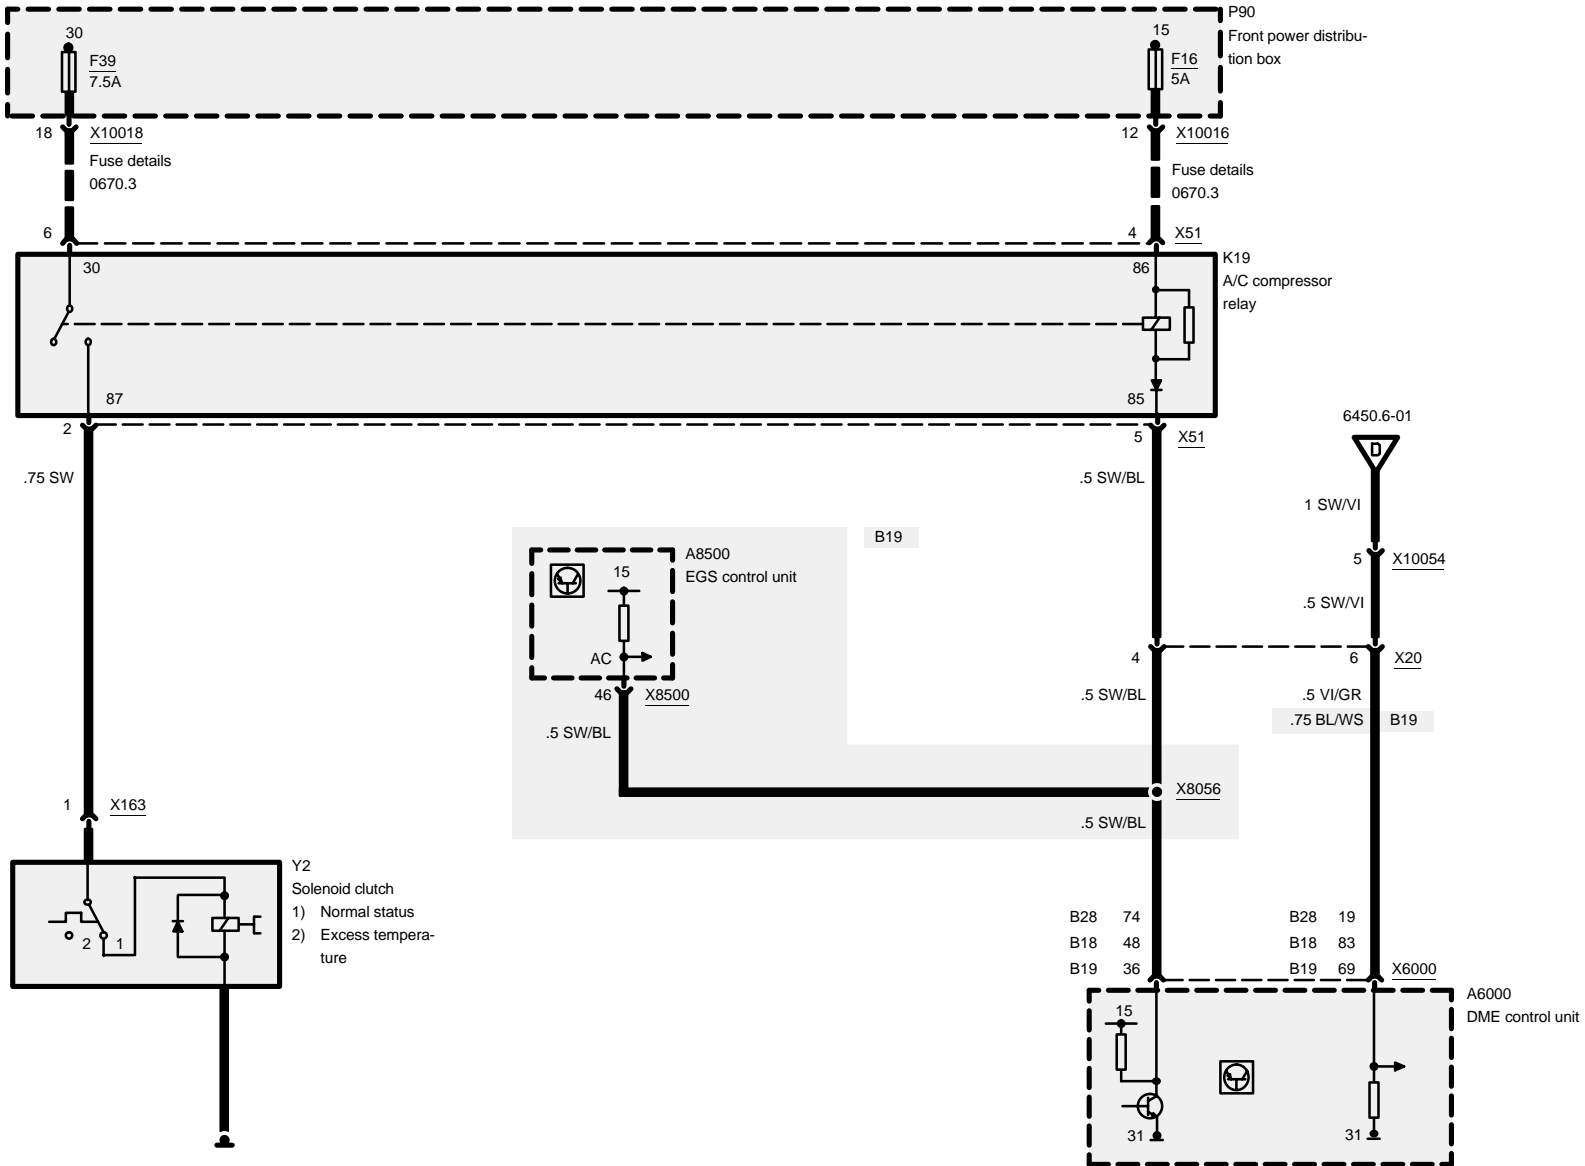 P90
Front power distribu-
tion box
30
F39
7.5A
15
F16
5A
18
X10018
Fuse details
0670.3
12
X10016
Fuse details
0670.3
6
4
X51
K19
A/C compressor
relay
30
86
87
85
2
5
X51
6450.6-01
D
.75 SW
.5 SW/BL
1 SW/VI
B19
A8500
EGS control unit
15
AC
5
X10054
.5 SW/VI
4
6
X20
46
X8500
.5 SW/BL
.5 SW/BL
.5 VI/GR
.75 BL/WS
B19
X8056
.5 SW/BL
1
X163
Y2
Solenoid clutch
1) Normal status
2) Excess tempera-
ture
2
1
B28 74
B18 48
B19 36
B28 19
B18 83
B19 69
X6000
A6000
DME control unit
15
31
31